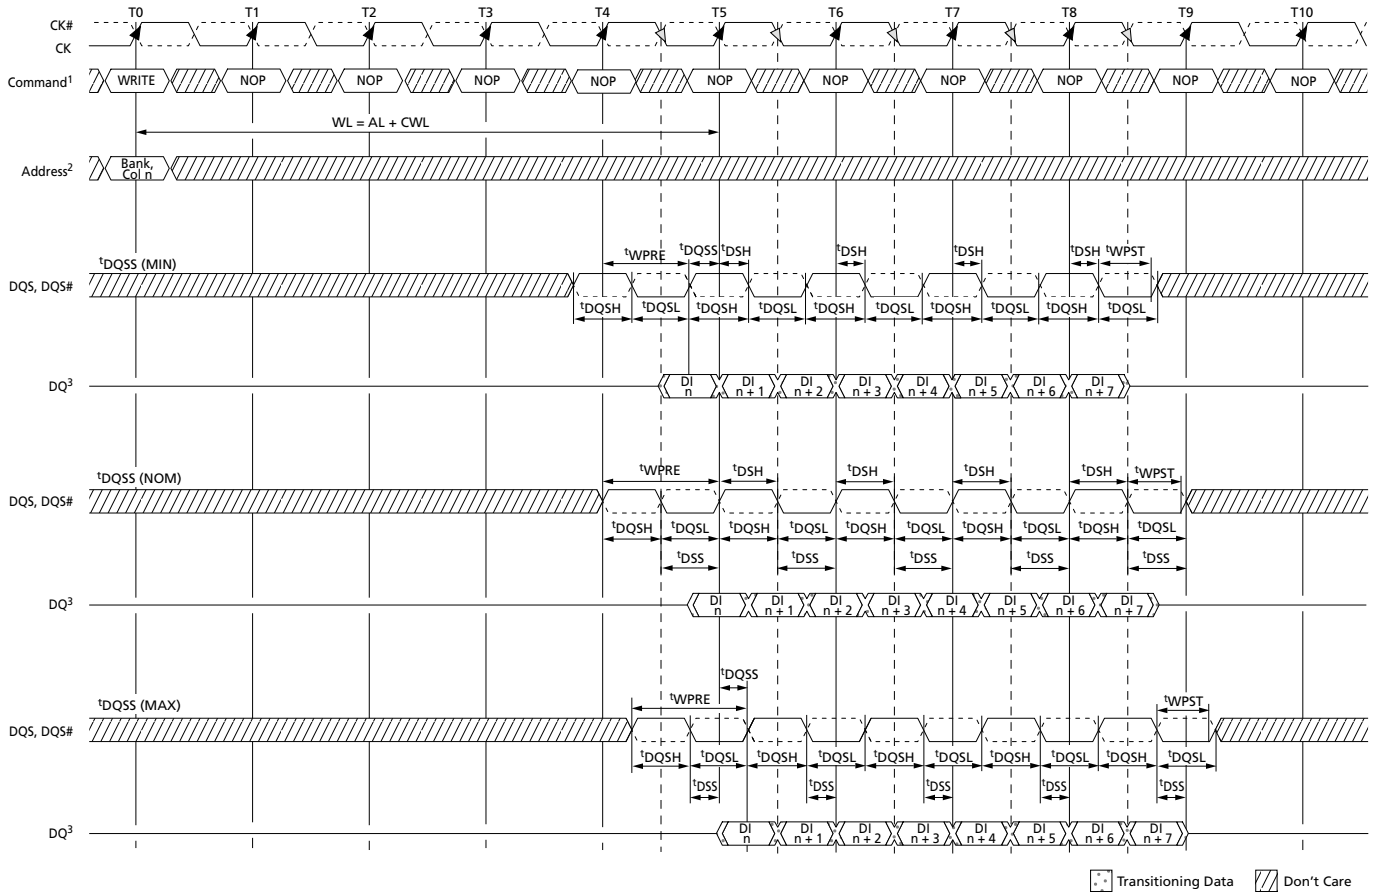 T0 T1 T2 T3 T4 T5 T6 T7 T8 T9 T10
CK#
CK
Command¹ WRITE NOP NOP NOP NOP NOP NOP NOP NOP NOP NOP
WL = AL + CWL
Address² Bank, Col n
ᵗDQSS (MIN) ᵗWPRE ᵗDQSS ᵗDSH ᵗDSH ᵗDSH ᵗDSH ᵗWPST
DQS, DQS#
ᵗDQSH ᵗDQSL ᵗDQSH ᵗDQSL ᵗDQSH ᵗDQSL ᵗDQSH ᵗDQSL ᵗDQSH ᵗDQSL
DQ³ DI n DI n + 1 DI n + 2 DI n + 3 DI n + 4 DI n + 5 DI n + 6 DI n + 7
ᵗDQSS (NOM) ᵗWPRE ᵗDSH ᵗDSH ᵗDSH ᵗDSH ᵗWPST
DQS, DQS#
ᵗDQSH ᵗDQSL ᵗDQSH ᵗDQSL ᵗDQSH ᵗDQSL ᵗDQSH ᵗDQSL ᵗDQSH ᵗDQSL
ᵗDSS ᵗDSS ᵗDSS ᵗDSS ᵗDSS
DQ³ DI n DI n + 1 DI n + 2 DI n + 3 DI n + 4 DI n + 5 DI n + 6 DI n + 7
ᵗDQSS
ᵗDQSS (MAX) ᵗWPRE ᵗWPST
DQS, DQS#
ᵗDQSH ᵗDQSL ᵗDQSH ᵗDQSL ᵗDQSH ᵗDQSL ᵗDQSH ᵗDQSL ᵗDQSH ᵗDQSL
ᵗDSS ᵗDSS ᵗDSS ᵗDSS ᵗDSS
DQ³ DI n DI n + 1 DI n + 2 DI n + 3 DI n + 4 DI n + 5 DI n + 6 DI n + 7
Transitioning Data Don't Care